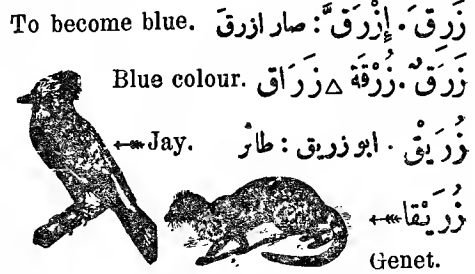 To become blue. زَرَقَ . إِزْرَقَّ : صار ازرق
Blue colour. زَرَقٌ . زُرْقَة △ زَرَاق
Jay. زُرَيْق . ابو زريق : طائر
زُرَيْقا
Genet.